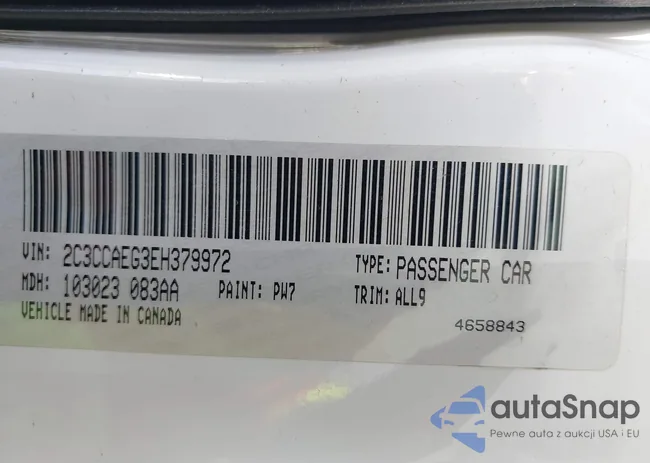 VIN: 2C3CCAEG3EH379972 TYPE: PASSENGER CAR
MDH: 103023 083AA PAINT: PW7 TRIM: ALL9
VEHICLE MADE IN CANADA 4658843
autaSnap
Pewne auta z aukcji USA i EU